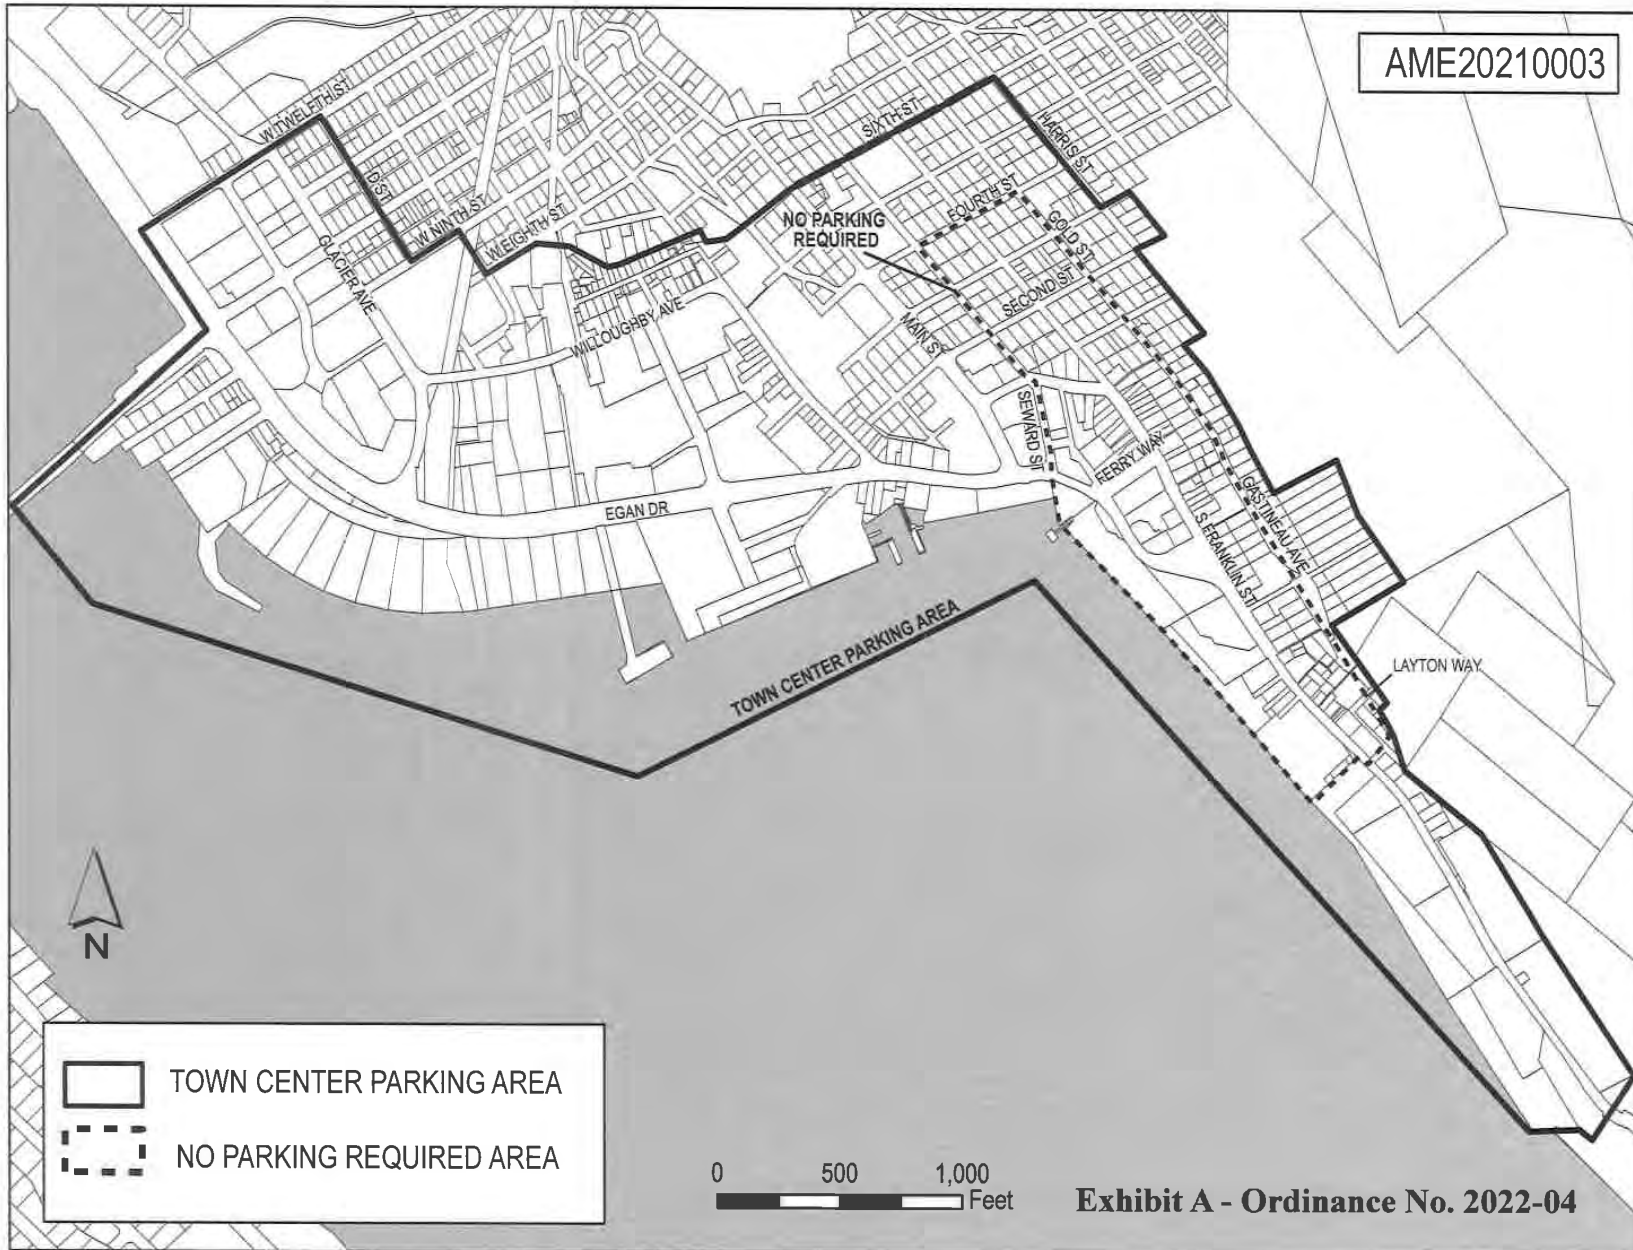 AME20210003
W TWELFTH ST
D ST
W NINTH ST
W EIGHTH ST
GLACIER AVE
WILLOUGHBY AVE
SIXTH ST
HARRIS ST
FOURTH ST
GOLD ST
NO PARKING
REQUIRED
SECOND ST
MAIN ST
SEWARD ST
FERRY WAY
EGAN DR
S FRANKLIN ST
GASTINEAU AVE
LAYTON WAY
TOWN CENTER PARKING AREA
N
TOWN CENTER PARKING AREA
NO PARKING REQUIRED AREA
0 500 1,000
Feet
Exhibit A - Ordinance No. 2022-04